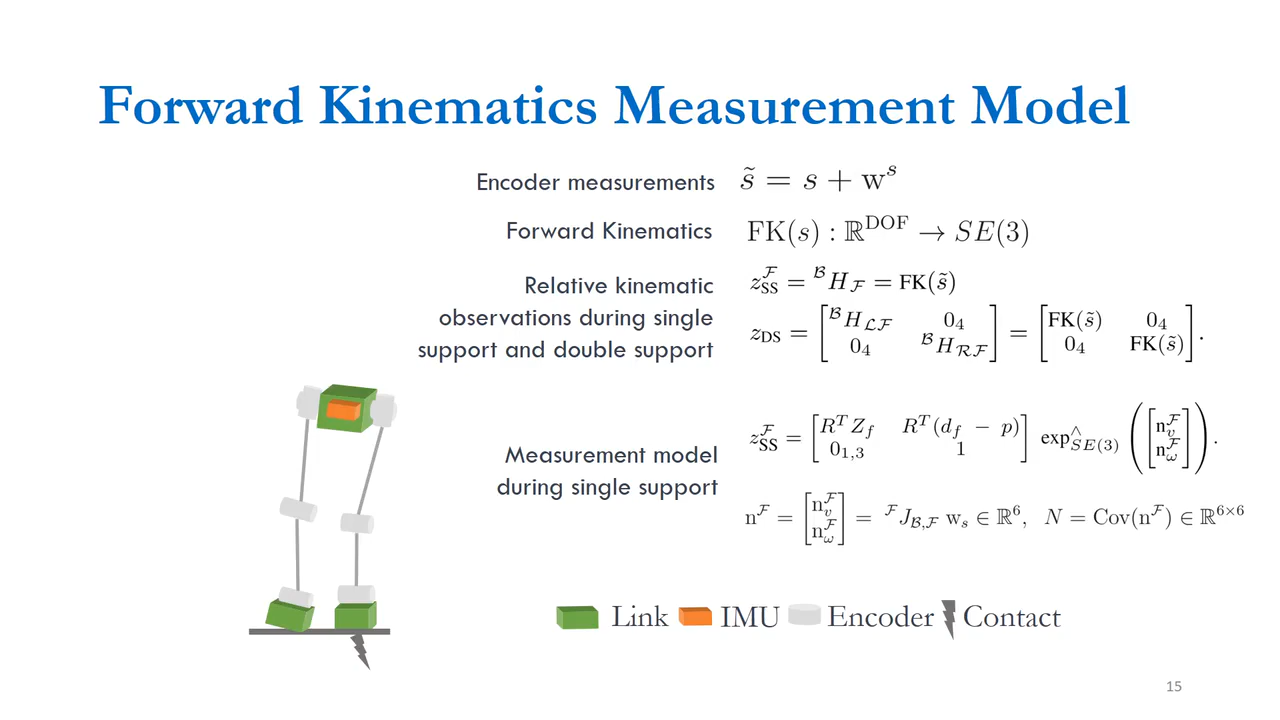 Forward Kinematics Measurement Model
Encoder measurements s̃ = s + w^s
Forward Kinematics FK(s) : ℝ^DOF → SE(3)
Relative kinematic
observations during single
support and double support
z_SS^ℱ = ^ℬH_ℱ = FK(s̃)
z_DS = [^ℬH_ℒℱ 0_4; 0_4 ^ℬH_ℛℱ] = [FK(s̃) 0_4; 0_4 FK(s̃)].
Measurement model
during single support
z_SS^ℱ = [R^T Z_f R^T(d_f − p); 0_1,3 1] exp^∧_SE(3) ([n_v^ℱ; n_ω^ℱ]).
n^ℱ = [n_v^ℱ; n_ω^ℱ] = ^ℱJ_ℬ,ℱ w_s ∈ ℝ^6, N = Cov(n^ℱ) ∈ ℝ^6×6
Link IMU Encoder Contact
15